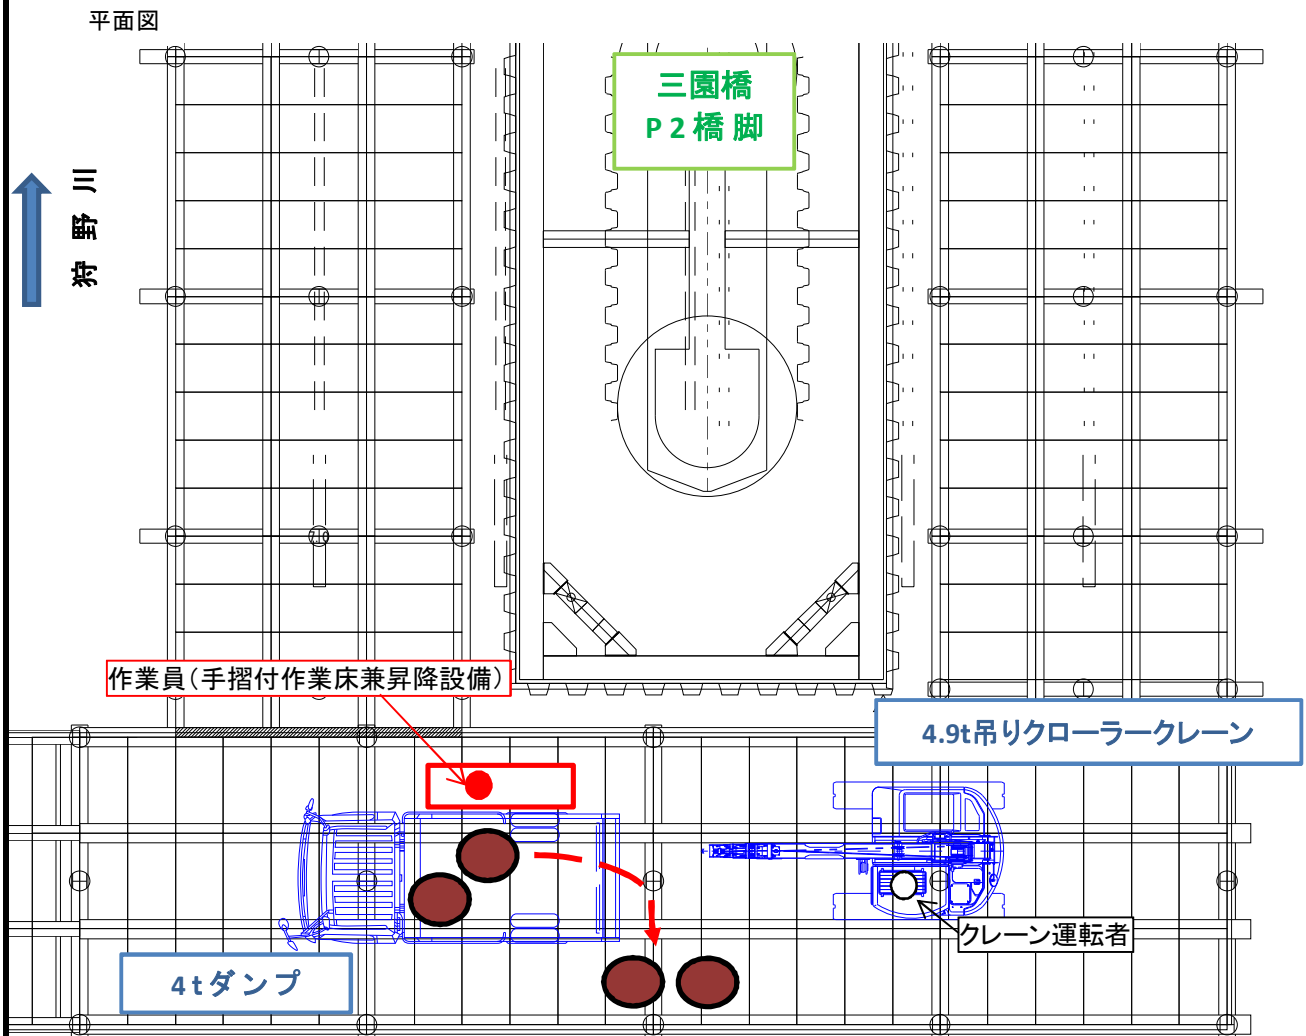 平面図
三園橋
P２橋 脚
狩 野 川
7.0
作業員（手摺付作業床兼昇降設備）
4.9t吊りクローラークレーン
クレーン運転者
4ｔダ ン プ